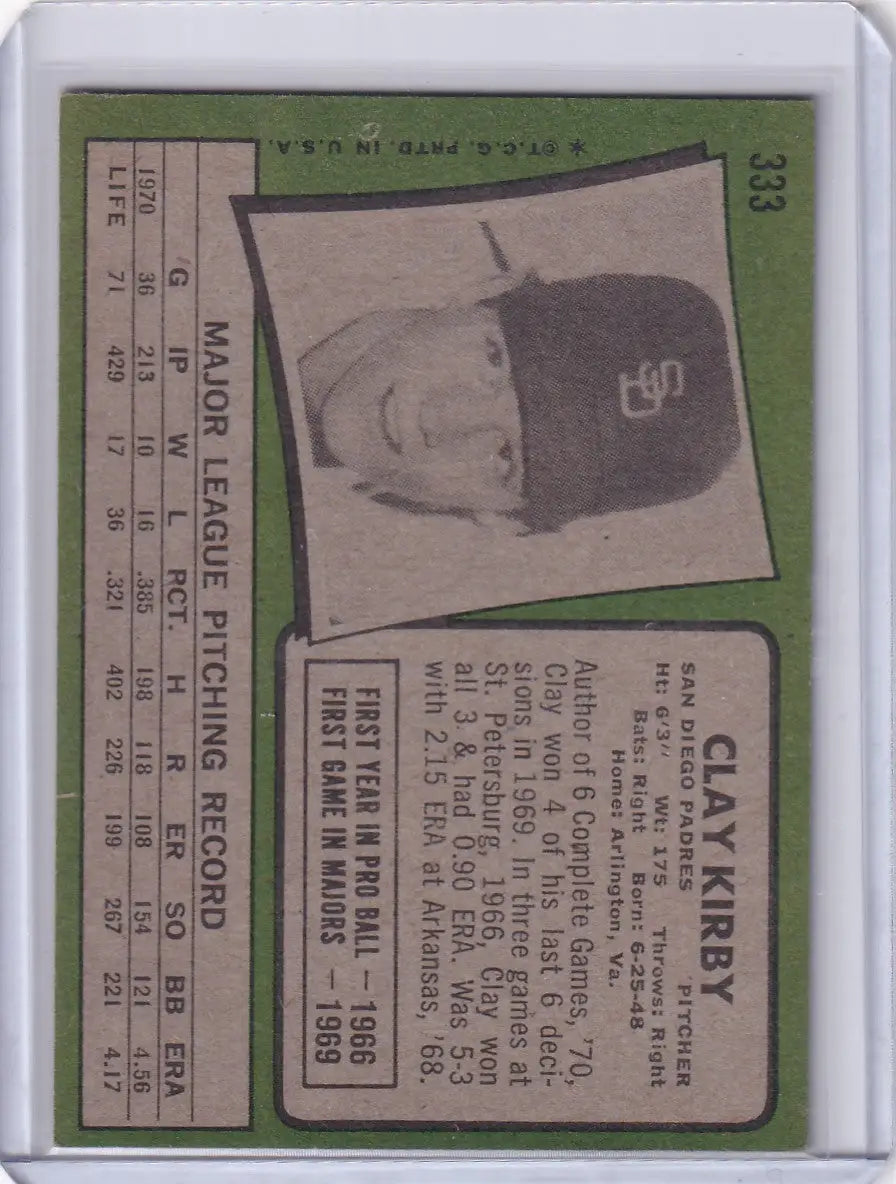 333
SD
* ©T.C.G. PRTD. IN U.S.A.
CLAY KIRBY
SAN DIEGO PADRES PITCHER
Ht: 6'3" Wt: 175 Throws: Right
Bats: Right Born: 6-25-48
Home: Arlington, Va.
Author of 6 Complete Games, '70,
Clay won 4 of his last 6 deci-
sions in 1969. In three games at
St. Petersburg, 1966, Clay won
all 3 & had 0.90 ERA. Was 5-3
with 2.15 ERA at Arkansas, '68.
FIRST YEAR IN PRO BALL — 1966
FIRST GAME IN MAJORS — 1969
MAJOR LEAGUE PITCHING RECORD
G IP W L PCT. H R ER SO BB ERA
1970 36 213 10 16 .385 198 118 108 154 121 4.56
LIFE 71 429 17 36 .321 402 226 199 267 221 4.17